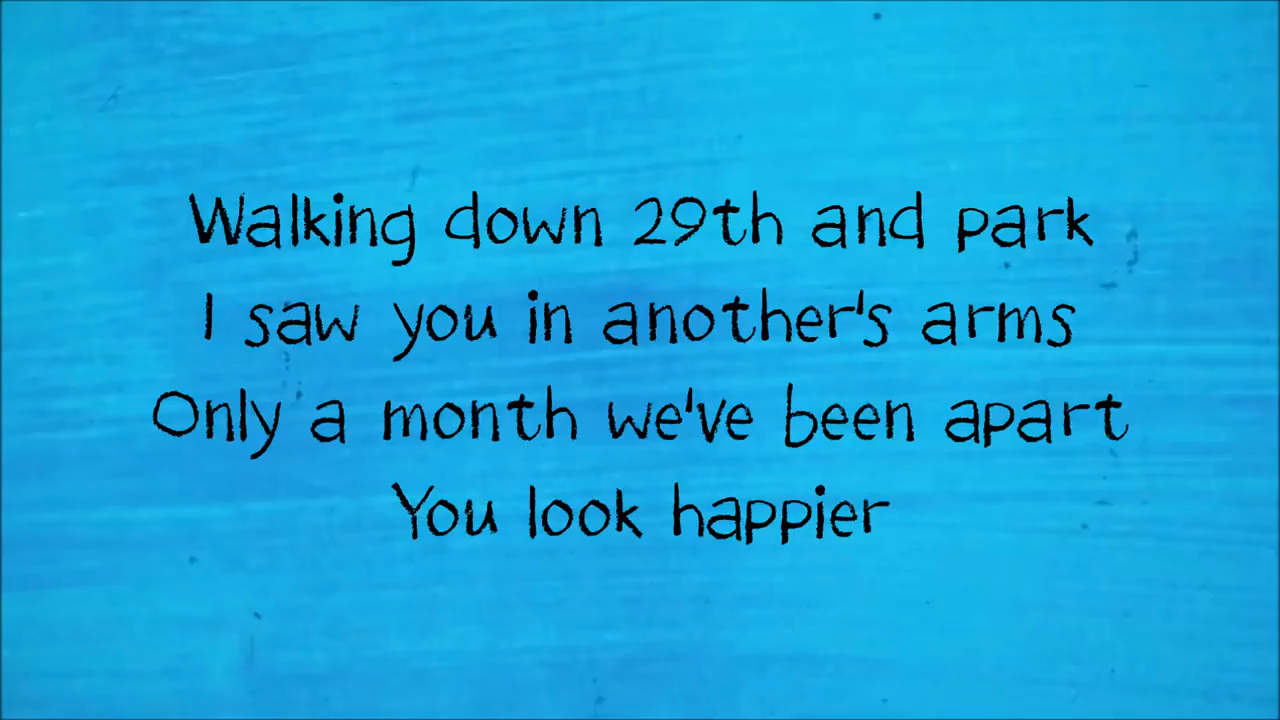 Walking down 29th and park
I saw you in another's arms
Only a month we've been apart
You look happier